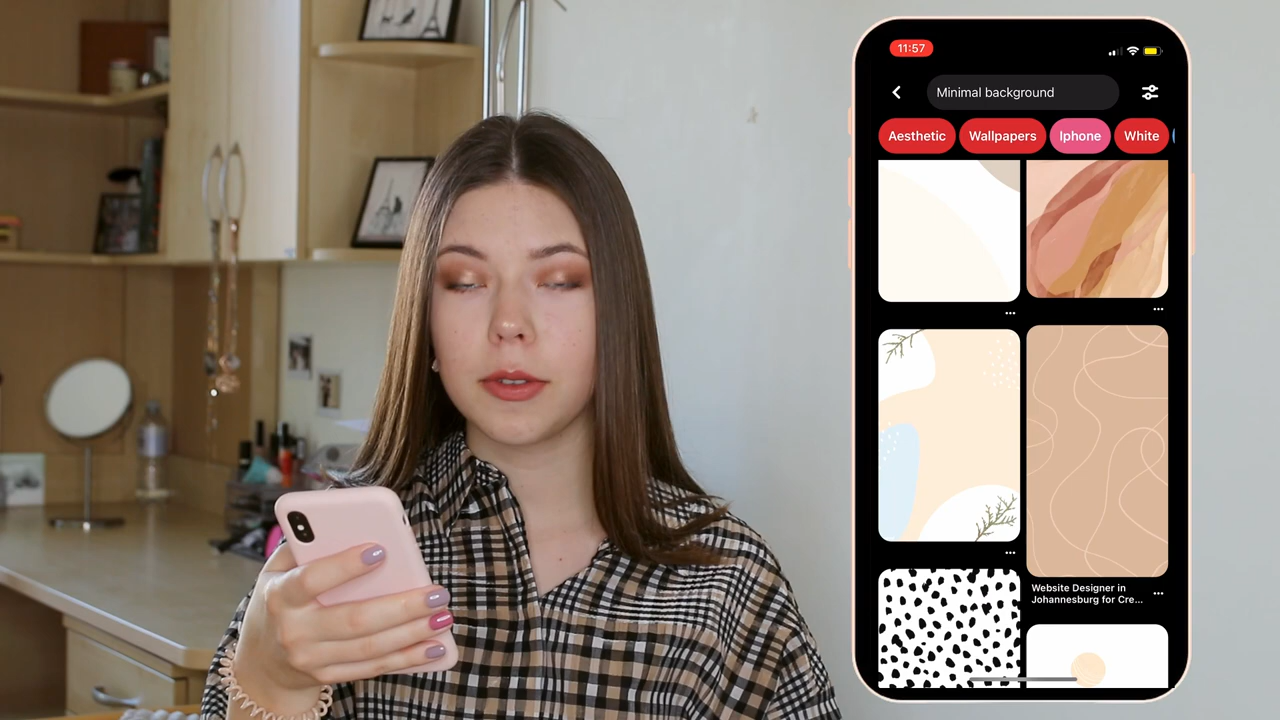 11:57
Minimal background
Aesthetic
Wallpapers
Iphone
White
Website Designer in
Johannesburg for Cre...